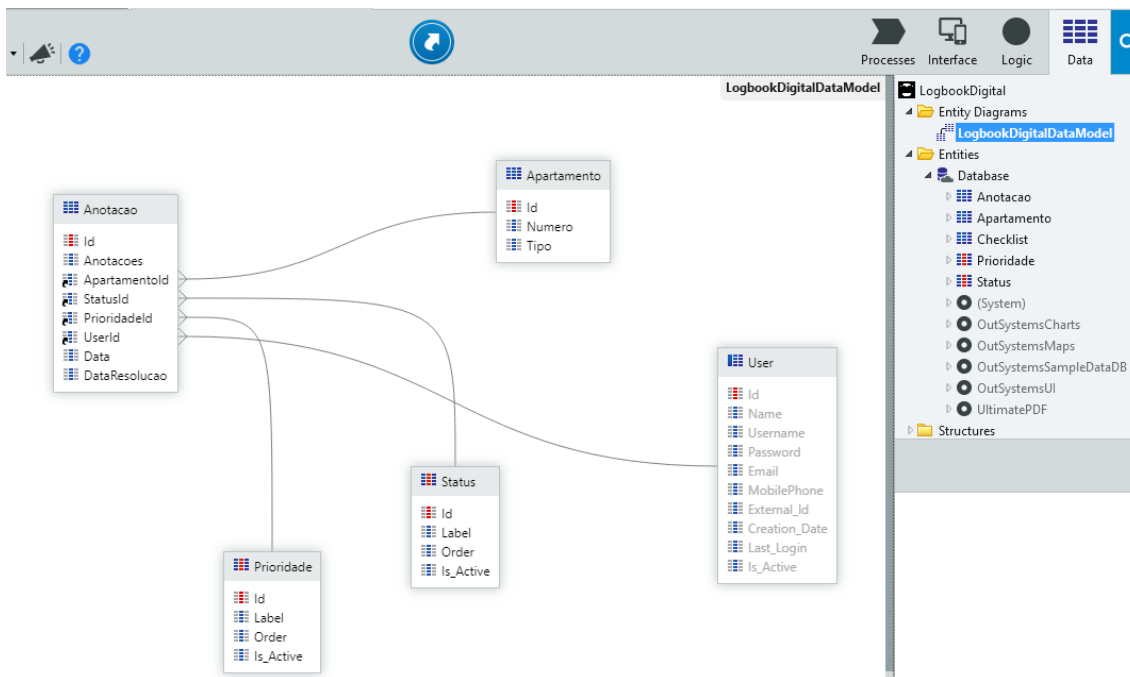 ?
Processes
Interface
Logic
Data
LogbookDigitalDataModel
Anotacao
Id
Anotacoes
ApartamentoId
StatusId
PrioridadeId
UserId
Data
DataResolucao
Apartamento
Id
Numero
Tipo
User
Id
Name
Username
Password
Email
MobilePhone
External_Id
Creation_Date
Last_Login
Is_Active
Status
Id
Label
Order
Is_Active
Prioridade
Id
Label
Order
Is_Active
LogbookDigital
Entity Diagrams
LogbookDigitalDataModel
Entities
Database
Anotacao
Apartamento
Checklist
Prioridade
Status
(System)
OutSystemsCharts
OutSystemsMaps
OutSystemsSampleDataDB
OutSystemsUI
UltimatePDF
Structures